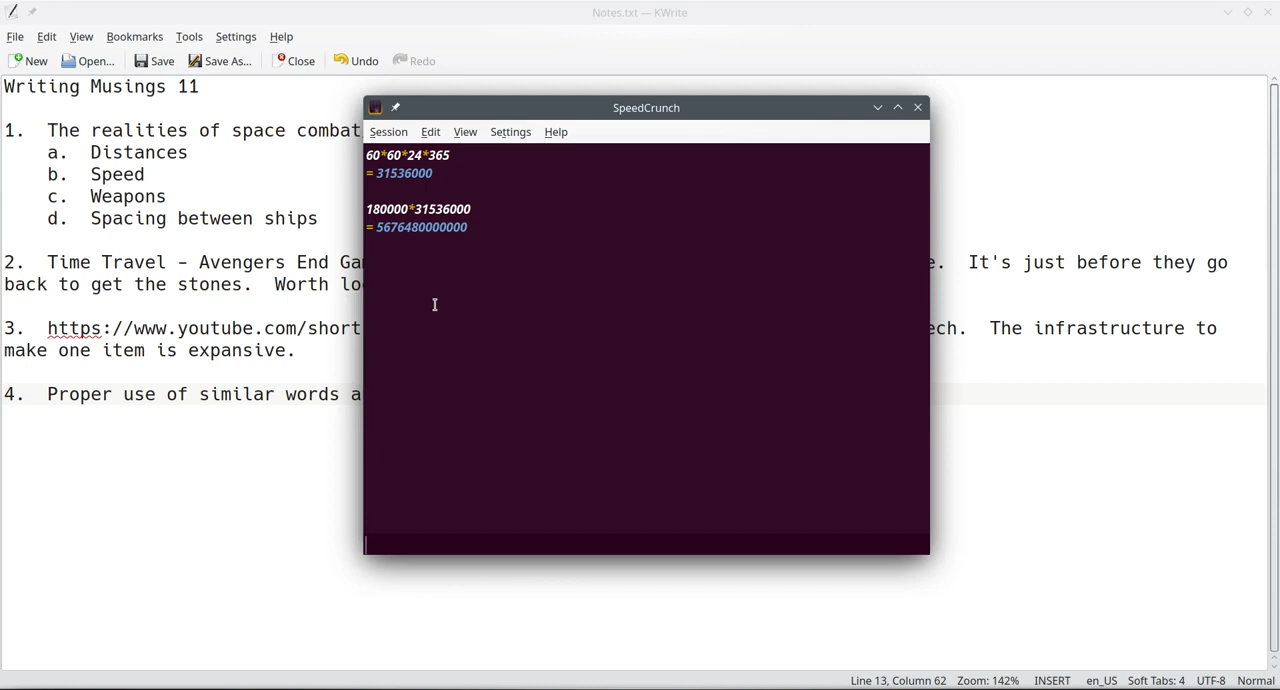 Notes.txt — KWrite
File Edit View Bookmarks Tools Settings Help
New Open... Save Save As... Close Undo Redo
Writing Musings 11
1. The realities of space combat
a. Distances
b. Speed
c. Weapons
d. Spacing between ships
2. Time Travel - Avengers End e. It's just before they go
back to get the stones. Worth
3. https://www.youtube.com/short ech. The infrastructure to
make one item is expansive.
4. Proper use of similar words a
SpeedCrunch
Session Edit View Settings Help
60*60*24*365
= 31536000
180000*31536000
= 5676480000000
Line 13, Column 62 Zoom: 142% INSERT en_US Soft Tabs: 4 UTF-8 Normal